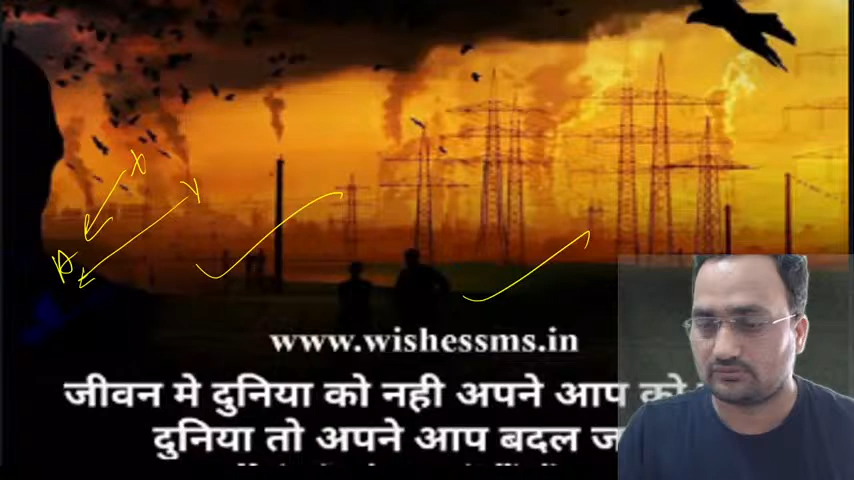 X
Y
A
www.wishessms.in
जीवन मे दुनिया को नही अपने आप को
दुनिया तो अपने आप बदल